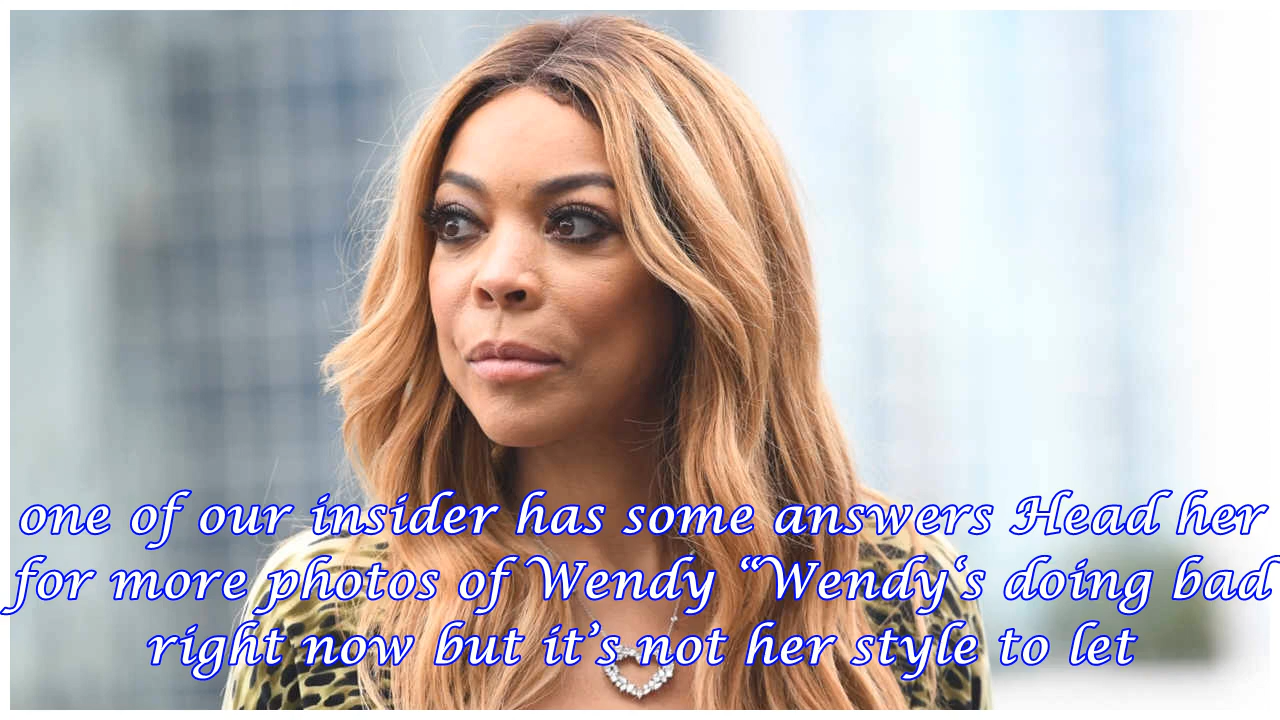 one of our insider has some answers Head her
for more photos of Wendy “Wendy‘s doing bad
right now but it’s not her style to let